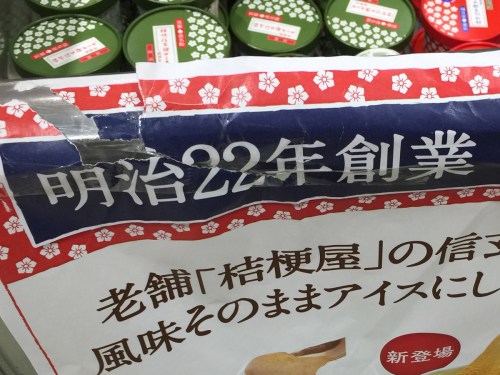 明治22年創業
老舗「桔梗屋」の信玄
風味そのままアイスにし
新登場